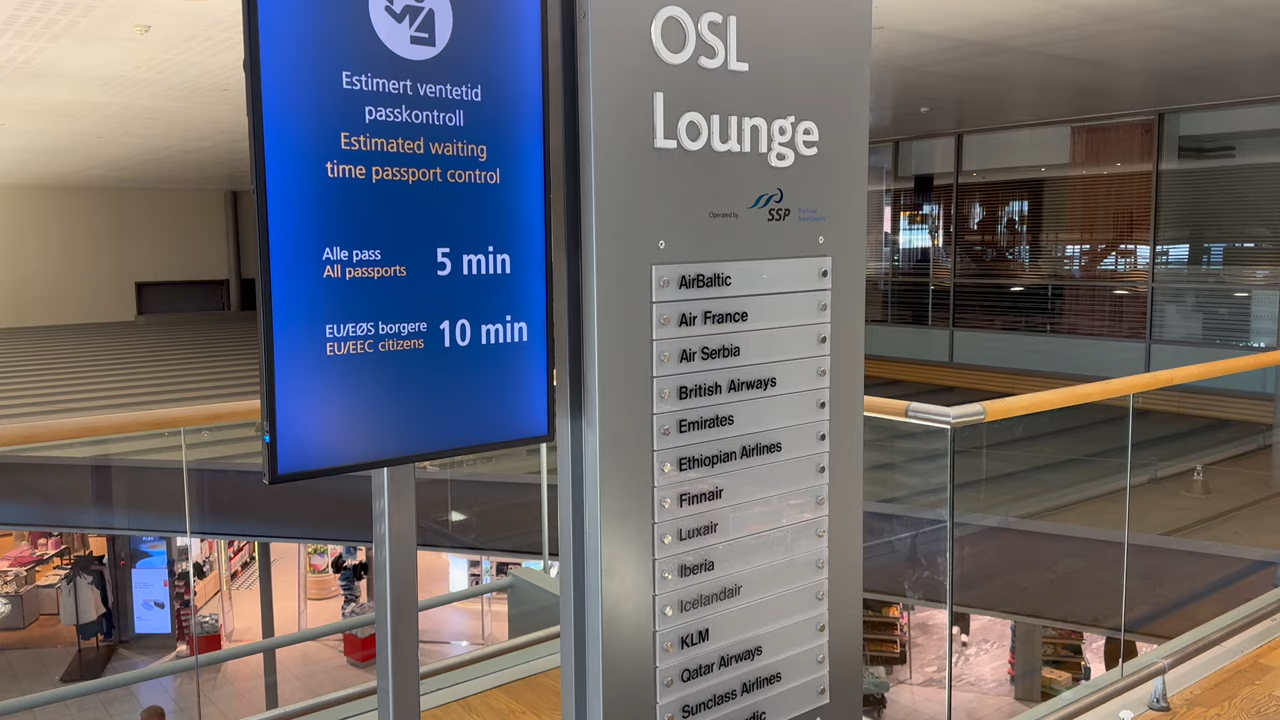 Estimert ventetid
passkontroll
Estimated waiting
time passport control
Alle pass
All passports
5 min
EU/EØS borgere
EU/EEC citizens
10 min
OSL
Lounge
Operated by
SSP
AirBaltic
Air France
Air Serbia
British Airways
Emirates
Ethiopian Airlines
Finnair
Luxair
Iberia
Icelandair
KLM
Qatar Airways
Sunclass Airlines